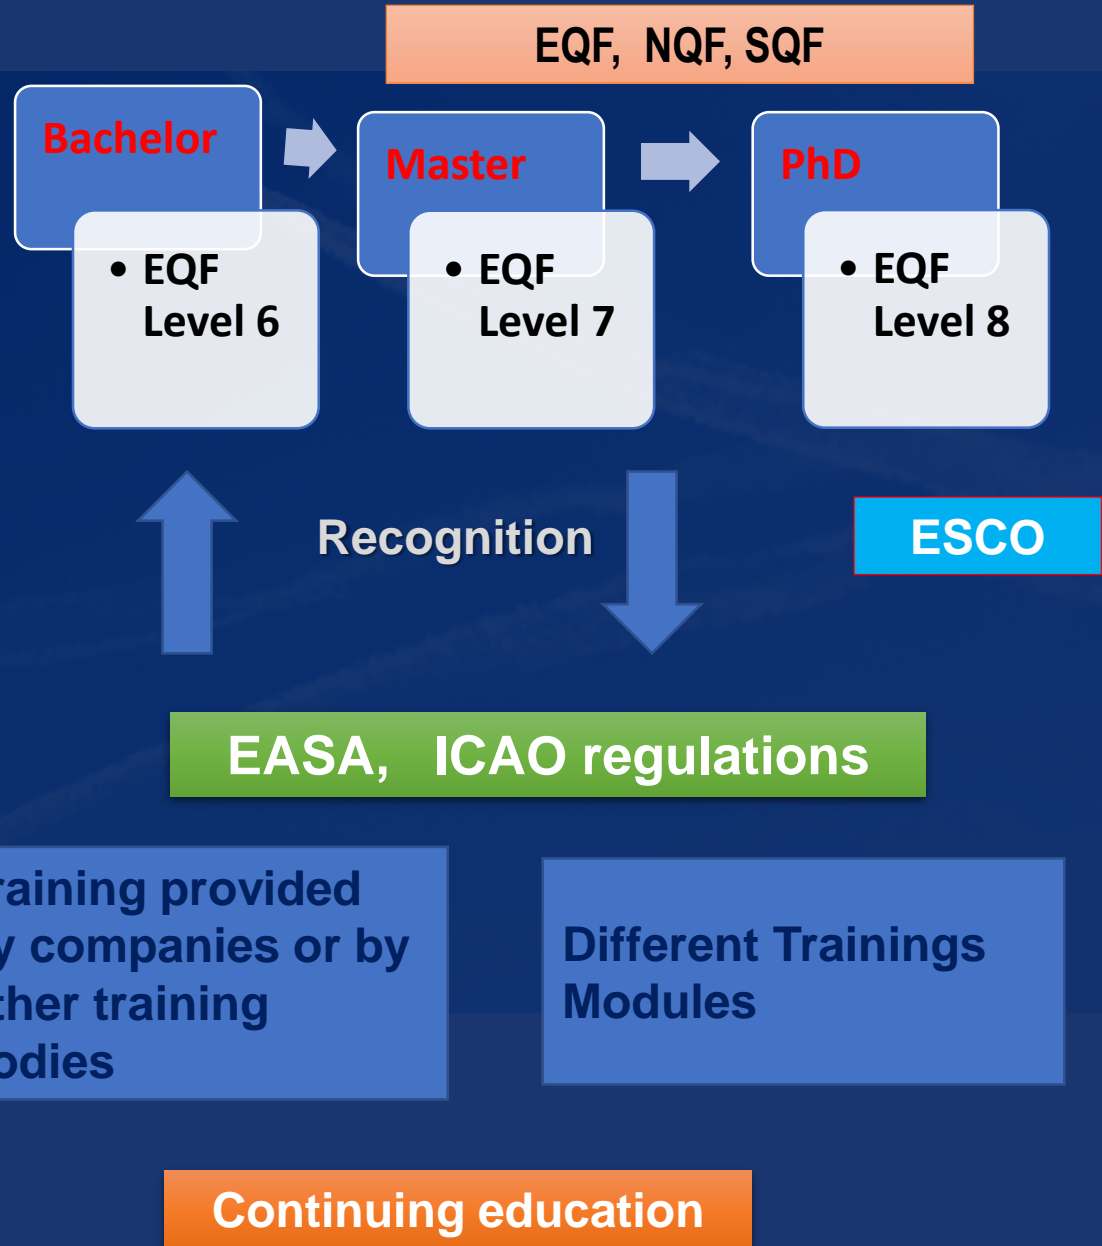 EQF, NQF, SQF
Bachelor
Master
PhD
• EQF
Level 6
• EQF
Level 7
• EQF
Level 8
Recognition
ESCO
EASA, ICAO regulations
raining provided
y companies or by
ther training
odies
Different Trainings
Modules
Continuing education